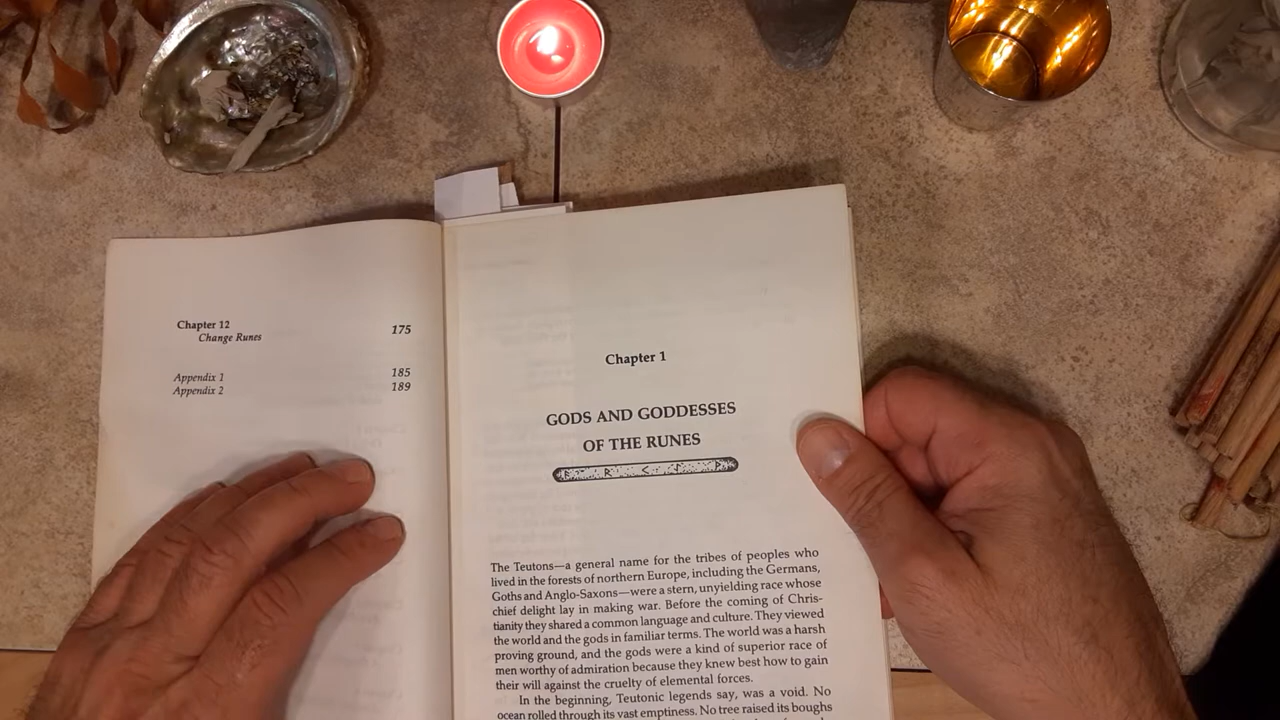 Chapter 12
Change Runes 175
Appendix 1 185
Appendix 2 189
Chapter 1
GODS AND GODDESSES
OF THE RUNES
The Teutons—a general name for the tribes of peoples who
lived in the forests of northern Europe, including the Germans,
Goths and Anglo-Saxons—were a stern, unyielding race whose
chief delight lay in making war. Before the coming of Chris-
tianity they shared a common language and culture. They viewed
the world and the gods in familiar terms. The world was a harsh
proving ground, and the gods were a kind of superior race of
men worthy of admiration because they knew best how to gain
their will against the cruelty of elemental forces.
In the beginning, Teutonic legends say, was a void. No
ocean rolled through its vast emptiness. No tree raised its boughs